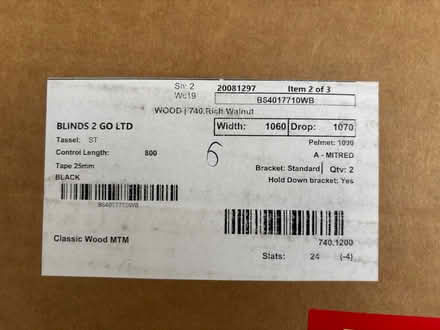 Sh: 2 20081297 Item 2 of 3
Wc19 BS4017710WB
WOOD | 740.Rich Walnut
BLINDS 2 GO LTD Width: 1060 Drop: 1070
Tassel: ST Pelmet: 1090
Control Length: 800 6 A - MITRED
Tape 25mm Bracket: Standard Qty: 2
BLACK Hold Down bracket: Yes
BS4017710WB
Classic Wood MTM 740.1200
Slats: 24 (-4)